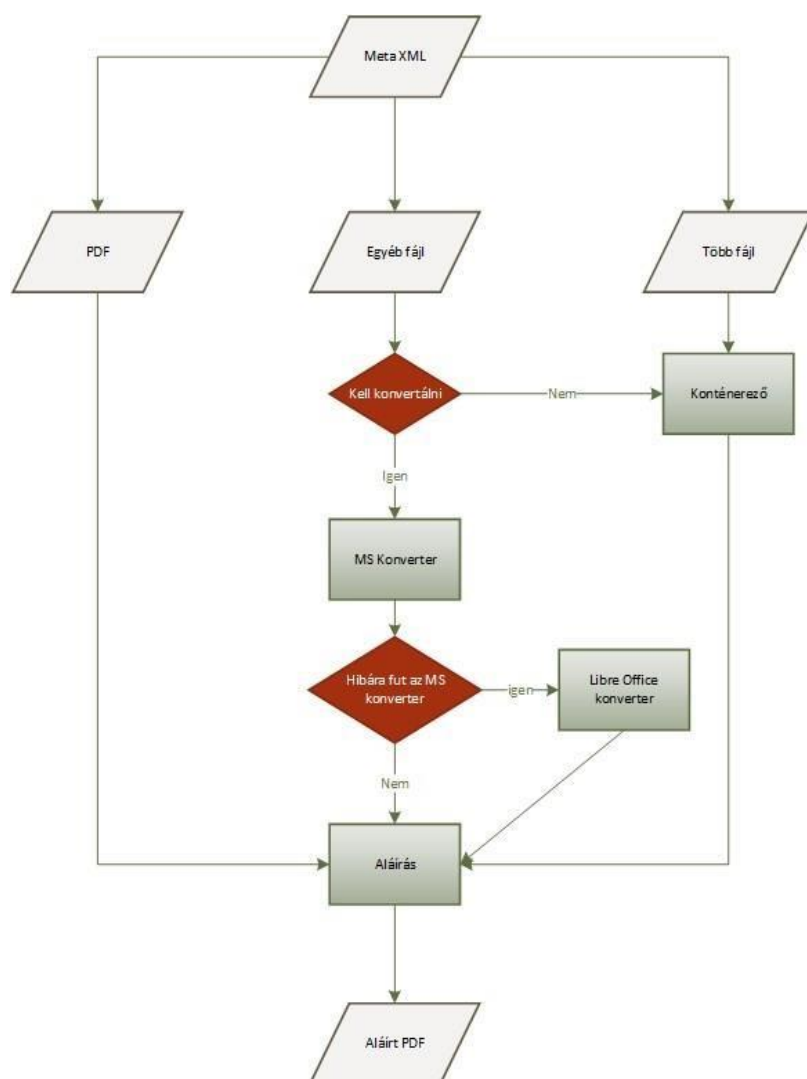 Meta XML
PDF
Egyéb fájl
Több fájl
Kell konvertálni
Nem
Konténerező
Igen
MS Konverter
Hibára fut az MS
konverter
igen
Libre Office
konverter
Nem
Aláírás
Aláírt PDF